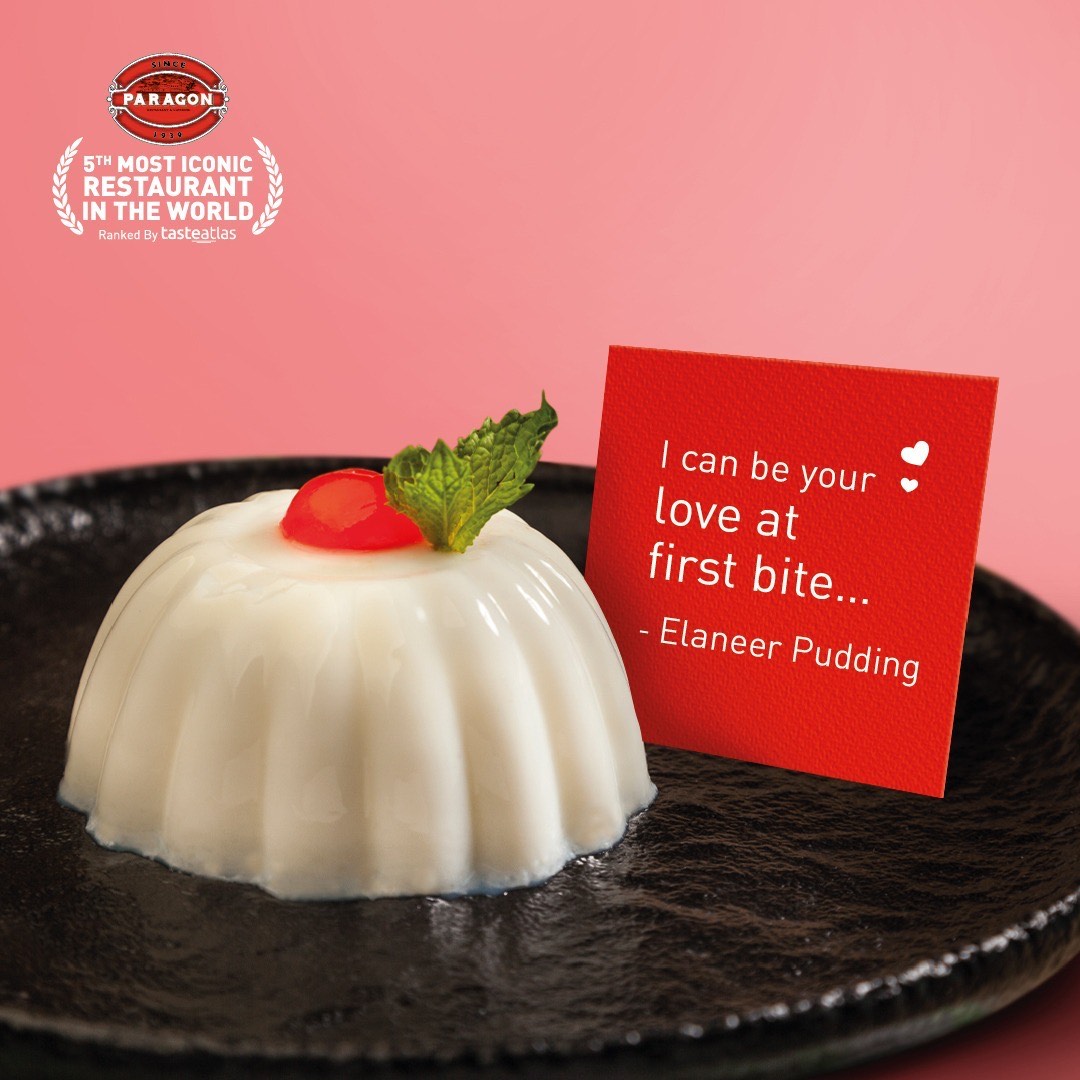 SINCE
PARAGON
1939
5TH MOST ICONIC
RESTAURANT
IN THE WORLD
Ranked By tasteatlas
I can be your
love at
first bite...
- Elaneer Pudding